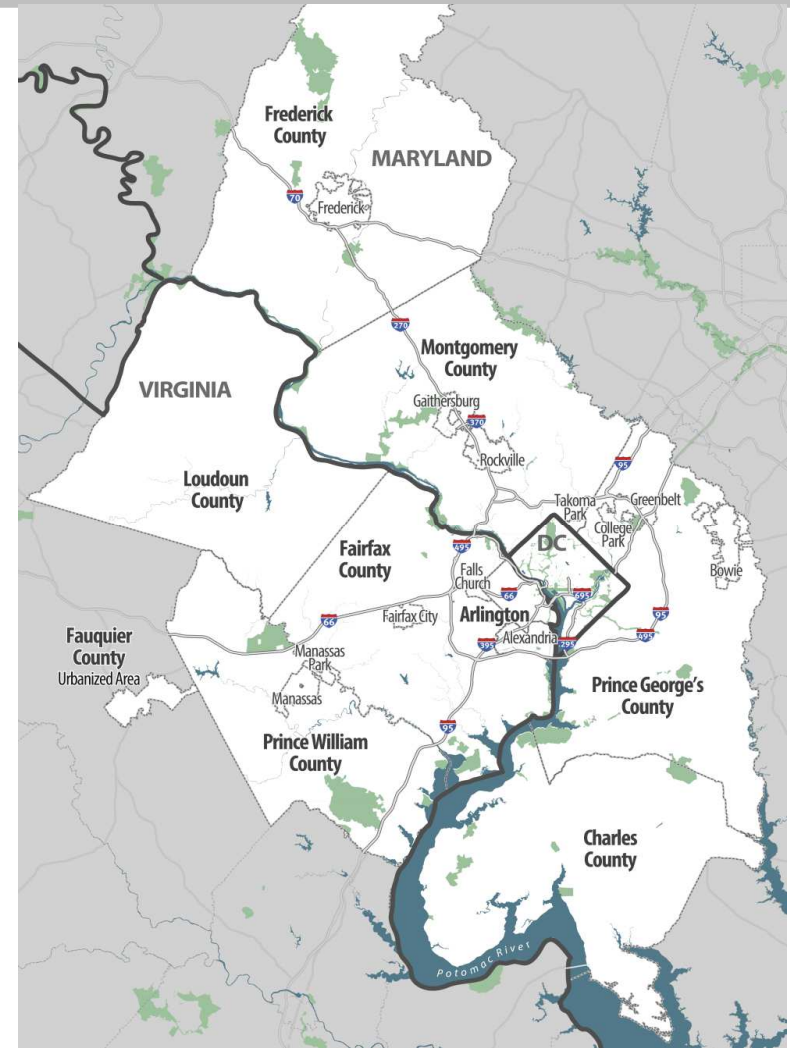 Frederick
County
MARYLAND
70
Frederick
270
Montgomery
County
VIRGINIA
Gaithersburg
370
Rockville
95
Loudoun
County
Takoma
Park
Greenbelt
College
Park
DC
495
Fairfax
County
Falls
Church
66
695
Bowie
Fairfax City
66
Arlington
95
Alexandria
395
295
495
Fauquier
County
Urbanized Area
Manassas
Park
Manassas
Prince George's
County
95
Prince William
County
Charles
County
Potomac River